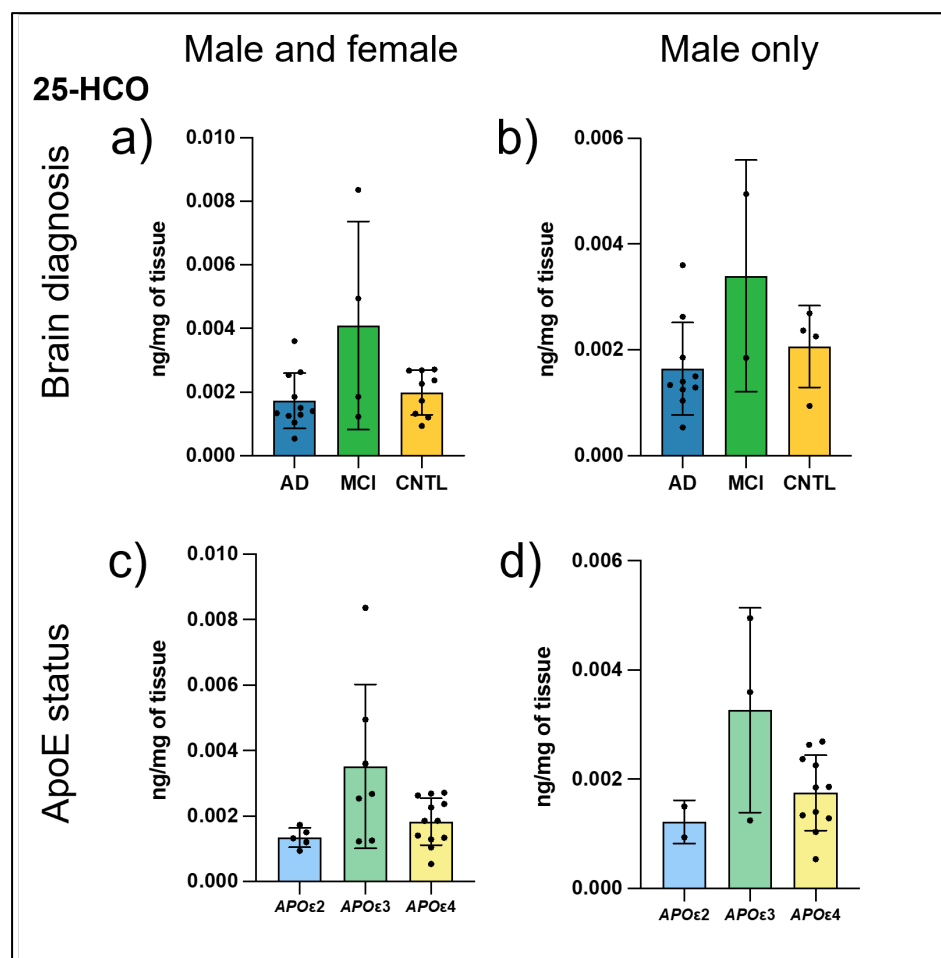 Male and female
Male only
25-HCO
Brain diagnosis
a)
ng/mg of tissue
0.010
0.008
0.006
0.004
0.002
0.000
AD MCI CNTL
b)
ng/mg of tissue
0.006
0.004
0.002
0.000
AD MCI CNTL
ApoE status
c)
ng/mg of tissue
0.010
0.008
0.006
0.004
0.002
0.000
APOε2 APOε3 APOε4
d)
ng/mg of tissue
0.006
0.004
0.002
0.000
APOε2 APOε3 APOε4